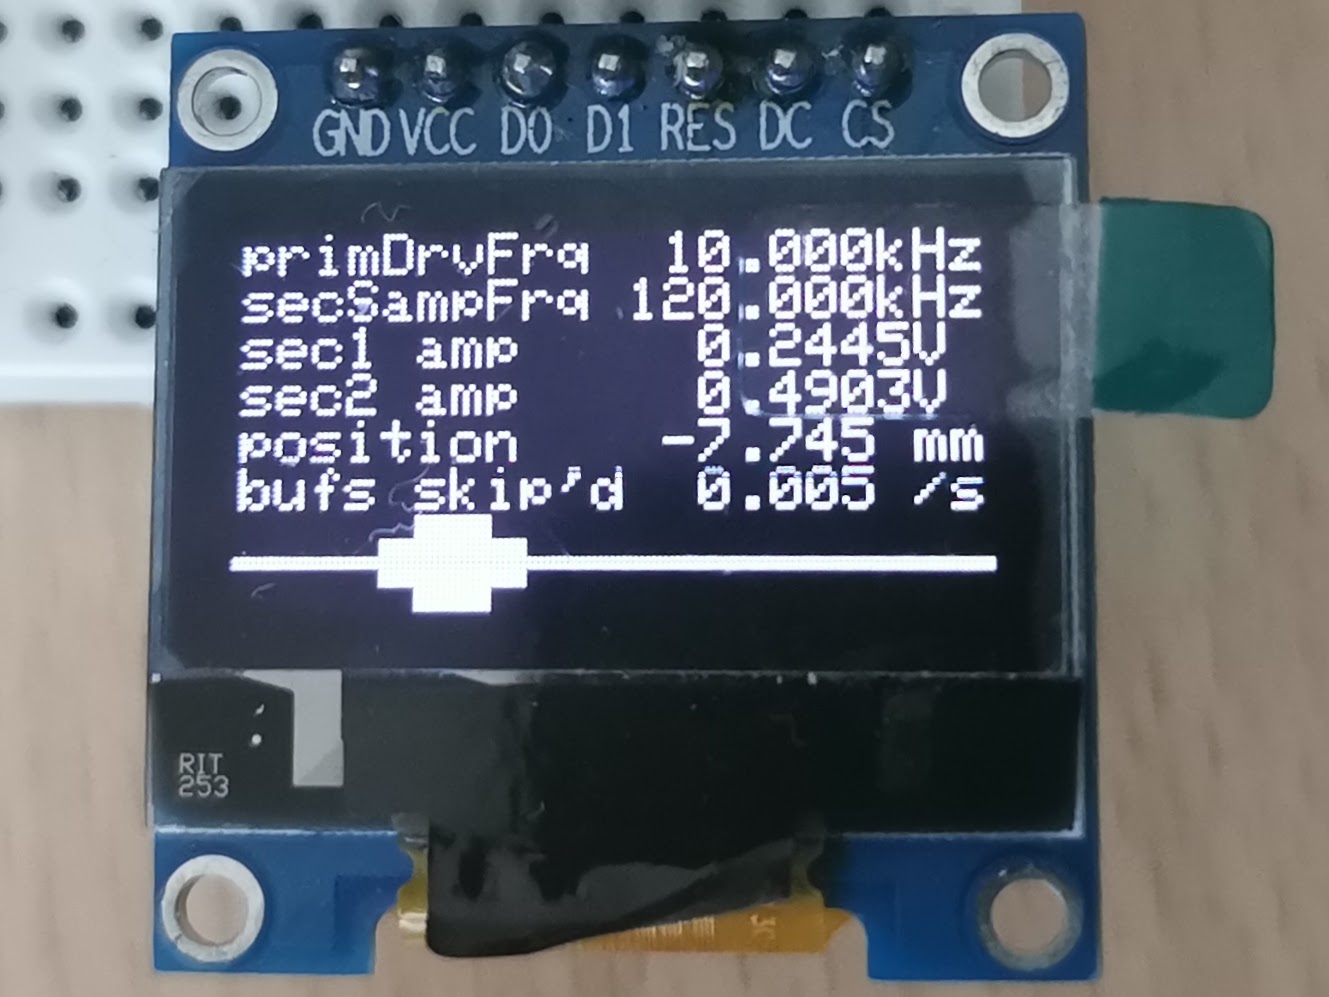 GND VCC D0 D1 RES DC CS
primDrvFrq 10.000kHz
secSampFrq 120.000kHz
sec1 amp 0.2445V
sec2 amp 0.4903V
position -7.745 mm
bufs skip'd 0.005 /s
RIT
253